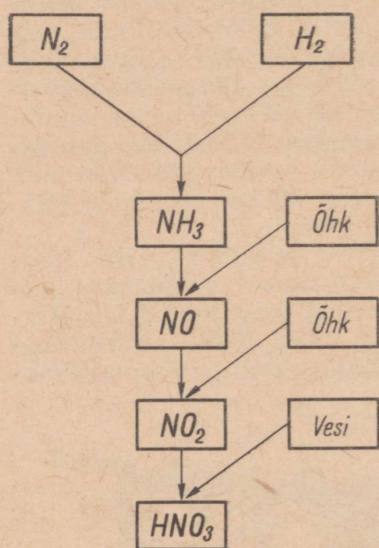 N₂ H₂
NH₃ Õhk
NO Õhk
NO₂ Vesi
HNO₃